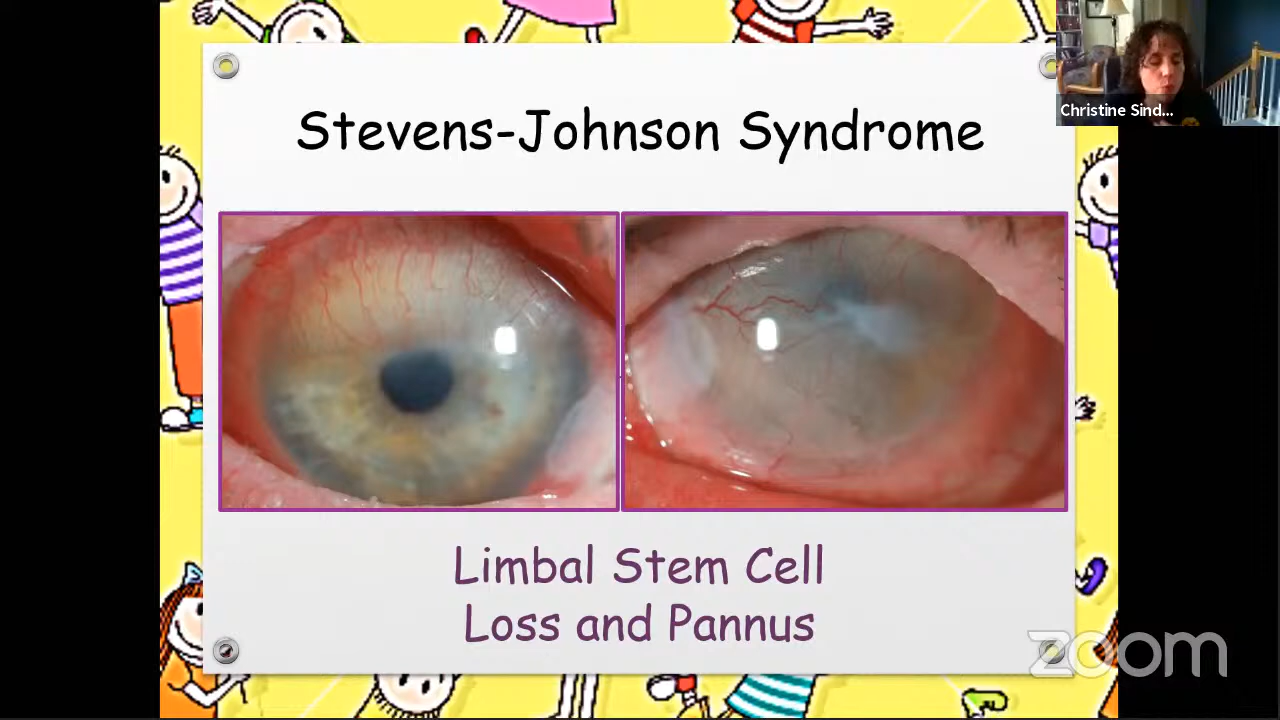 Stevens-Johnson Syndrome
Christine Sind...
Limbal Stem Cell
Loss and Pannus
zoom